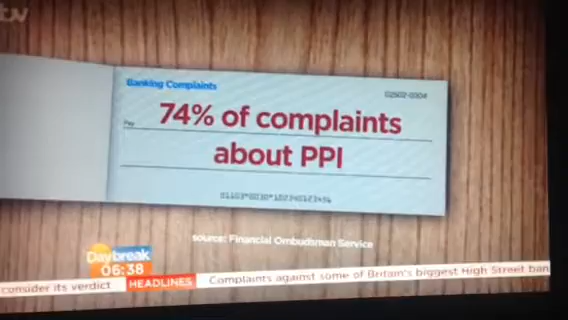 itv
Banking Complaints
02502-0304
Pay
74% of complaints
about PPI
source: Financial Ombudsman Service
Daybreak
06:38
HEADLINES
consider its verdict
Complaints against some of Britain's biggest High Street ban